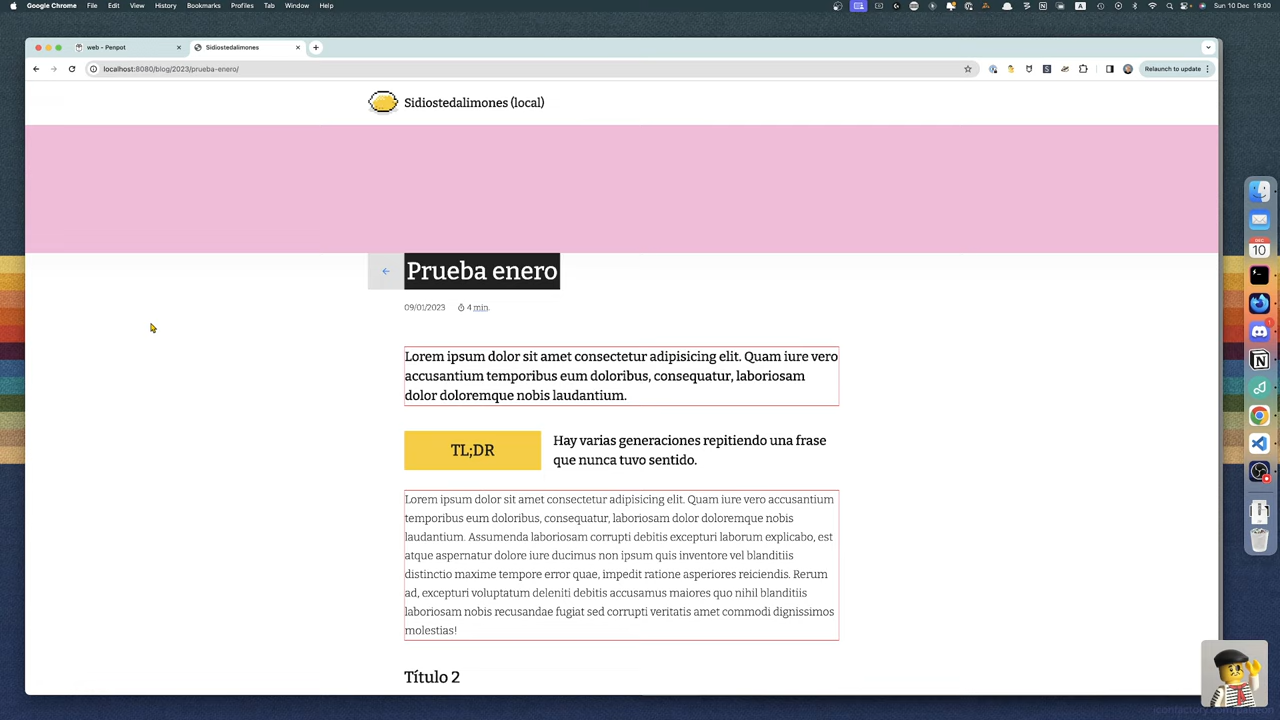 Google Chrome File Edit View History Bookmarks Profiles Tab Window Help
Sun 10 Dec 19:00
web - Penpot
Sidiostedalimones
localhost:8080/blog/2023/prueba-enero/
Relaunch to update
Sidiostedalimones (local)
Prueba enero
09/01/2023 4 min.
Lorem ipsum dolor sit amet consectetur adipisicing elit. Quam iure vero
accusantium temporibus eum doloribus, consequatur, laboriosam
dolor doloremque nobis laudantium.
TL;DR
Hay varias generaciones repitiendo una frase
que nunca tuvo sentido.
Lorem ipsum dolor sit amet consectetur adipisicing elit. Quam iure vero accusantium
temporibus eum doloribus, consequatur, laboriosam dolor doloremque nobis
laudantium. Assumenda laboriosam corrupti debitis excepturi laborum explicabo, est
atque aspernatur dolore iure ducimus non ipsum quis inventore vel blanditiis
distinctio maxime tempore error quae, impedit ratione asperiores reiciendis. Rerum
ad, excepturi voluptatum deleniti debitis accusamus maiores quo nihil blanditiis
laboriosam nobis recusandae fugiat sed corrupti veritatis amet commodi dignissimos
molestias!
Título 2